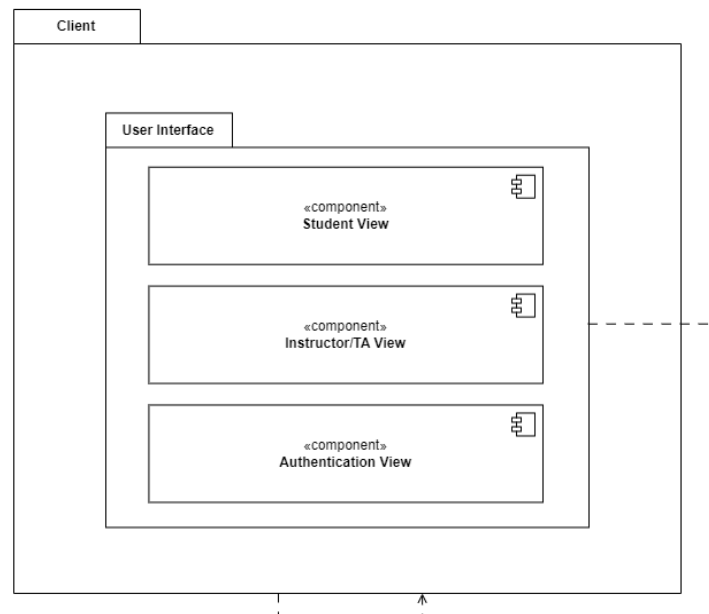 Client
User Interface
«component»
Student View
«component»
Instructor/TA View
«component»
Authentication View